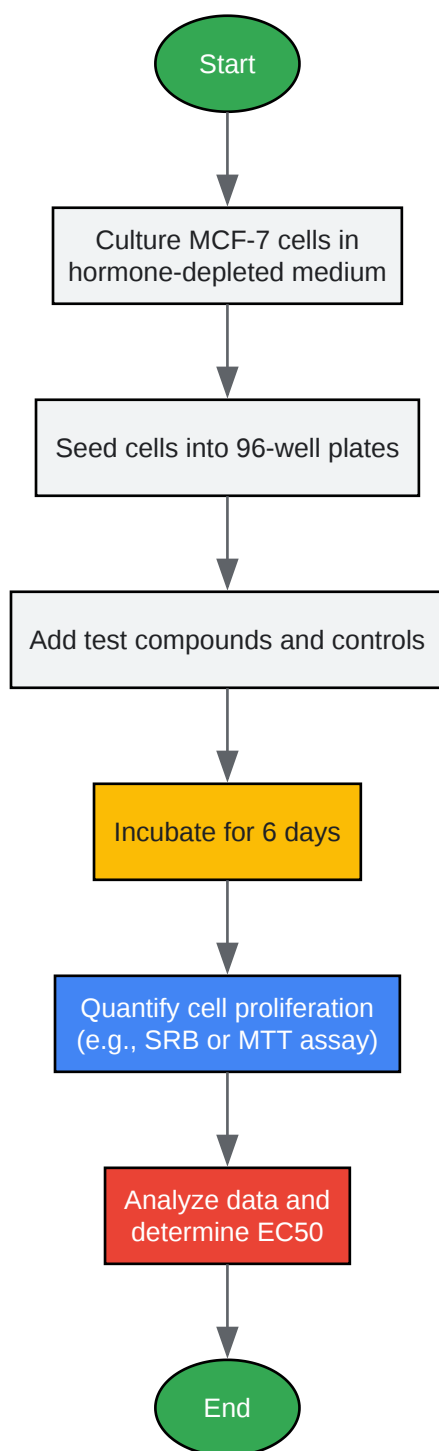 Start
Culture MCF-7 cells in
hormone-depleted medium
Seed cells into 96-well plates
Add test compounds and controls
Incubate for 6 days
Quantify cell proliferation
(e.g., SRB or MTT assay)
Analyze data and
determine EC50
End